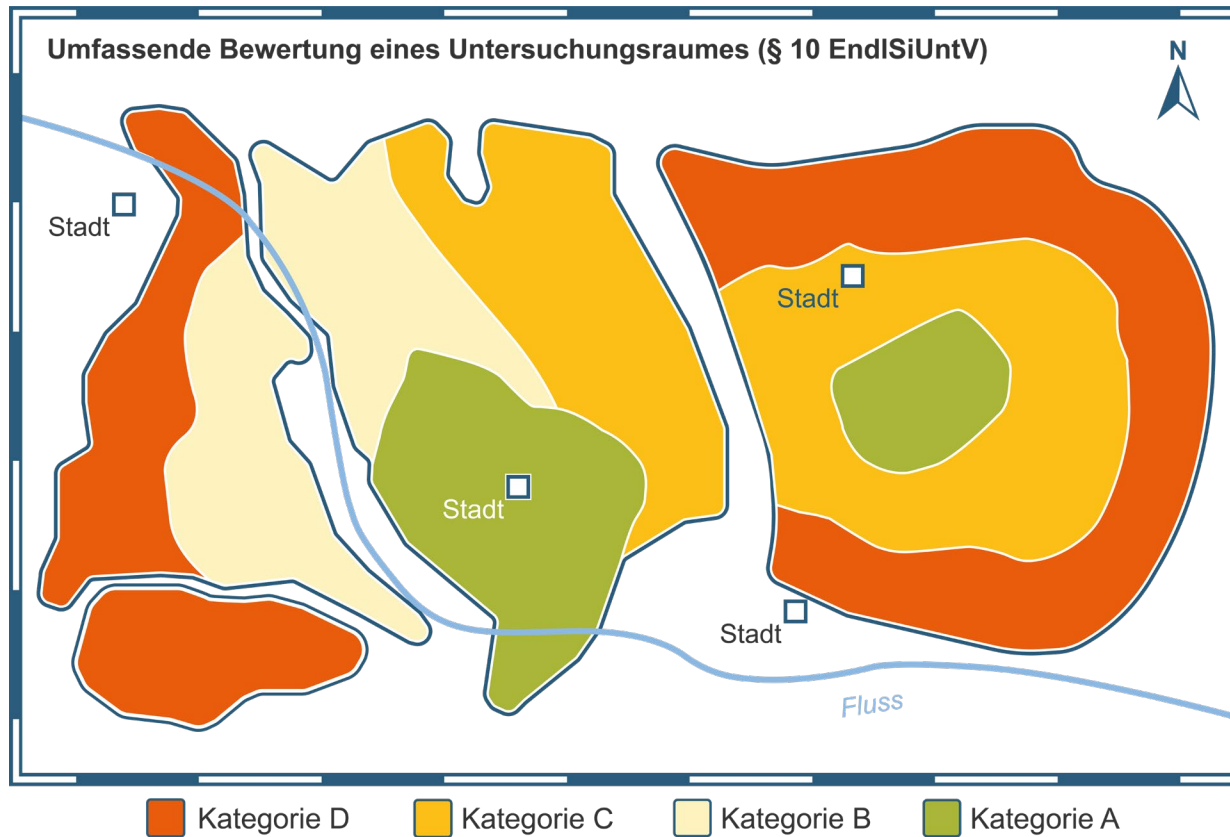 Umfassende Bewertung eines Untersuchungsraumes (§ 10 EndlSiUntV)
N
Stadt
Stadt
Stadt
Stadt
Fluss
Kategorie D
Kategorie C
Kategorie B
Kategorie A